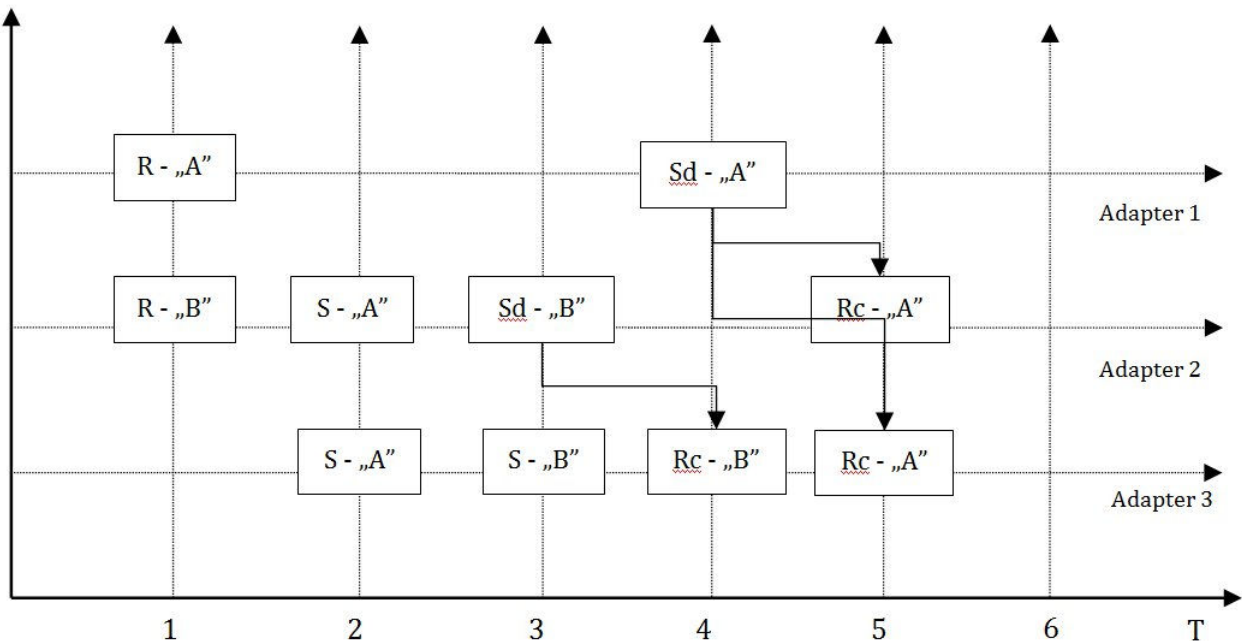 R - „A”
Sd - „A”
Adapter 1
R - „B”
S - „A”
Sd - „B”
Rc - „A”
Adapter 2
S - „A”
S - „B”
Rc - „B”
Rc - „A”
Adapter 3
1 2 3 4 5 6 T